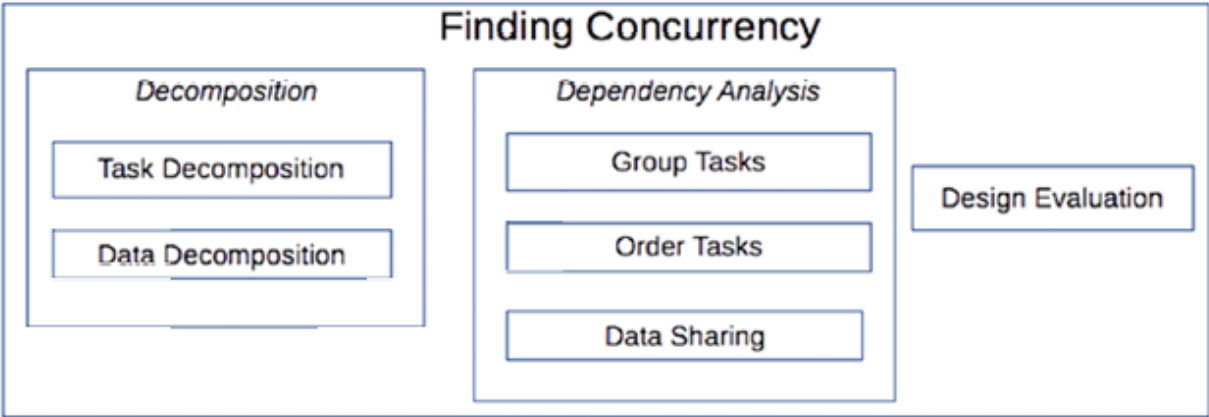 Finding Concurrency
Decomposition
Task Decomposition
Data Decomposition
Dependency Analysis
Group Tasks
Order Tasks
Data Sharing
Design Evaluation